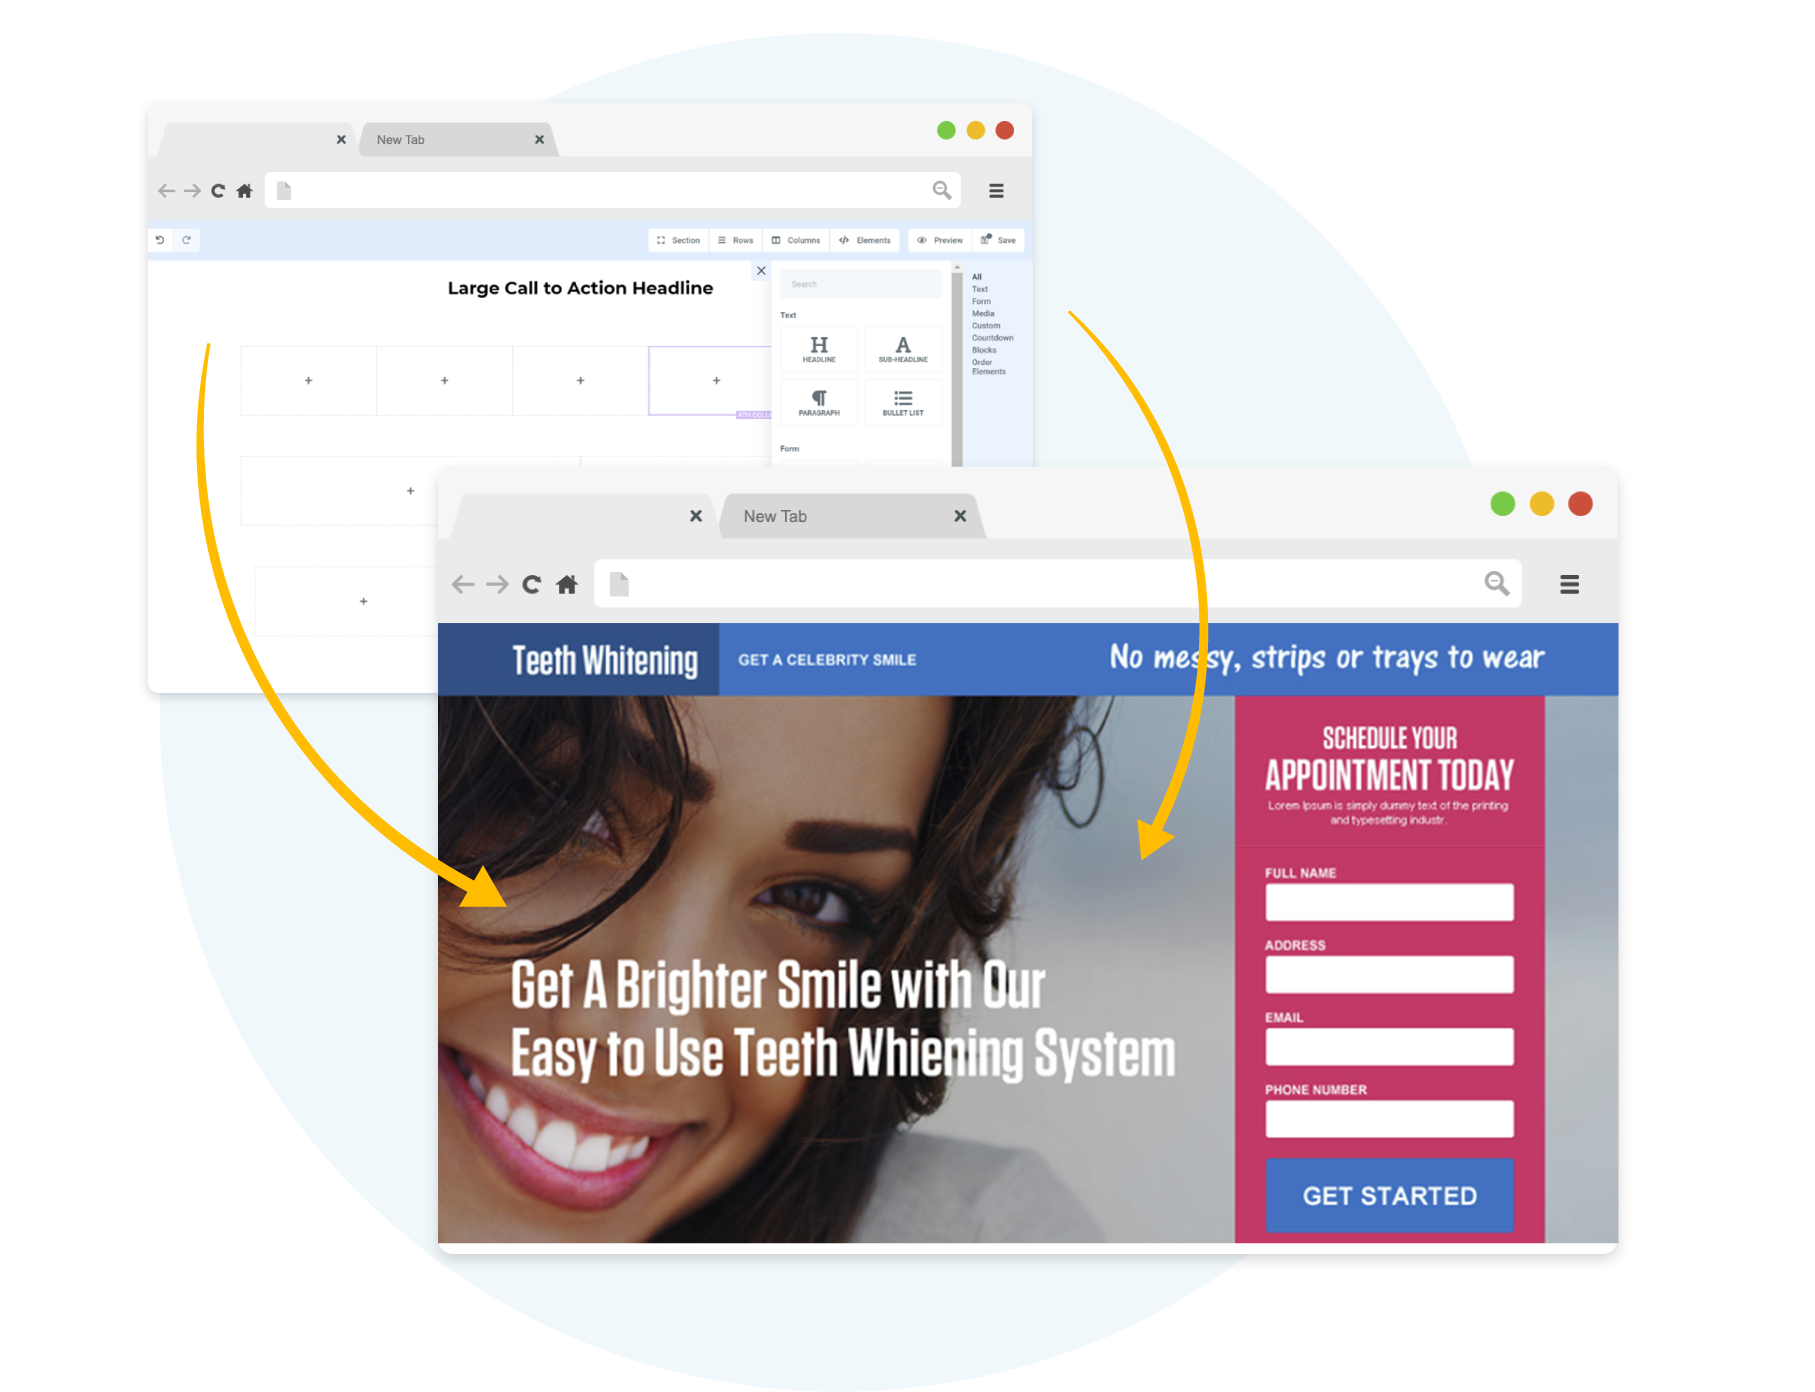 New Tab
Section
Rows
Columns
Elements
Preview
Save
Large Call to Action Headline
Search
Text
HEADLINE
SUB-HEADLINE
PARAGRAPH
BULLET LIST
Form
All
Text
Form
Media
Custom
Countdown
Blocks
Order
Elements
New Tab
Teeth Whitening
GET A CELEBRITY SMILE
No messy, strips or trays to wear
Get A Brighter Smile with Our
Easy to Use Teeth Whiening System
SCHEDULE YOUR
APPOINTMENT TODAY
Lorem Ipsum is simply dummy text of the printing
and typesetting industr.
FULL NAME
ADDRESS
EMAIL
PHONE NUMBER
GET STARTED